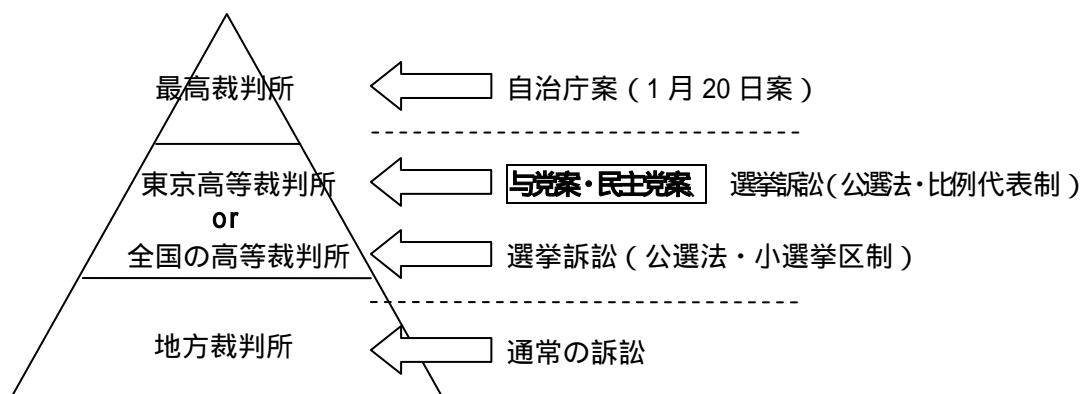 最高裁判所 自治庁案（1月20日案）
東京高等裁判所 与党案・民主党案、 選挙訴訟（公選法・比例代表制）
or
全国の高等裁判所 選挙訴訟（公選法・小選挙区制）
地方裁判所 通常の訴訟